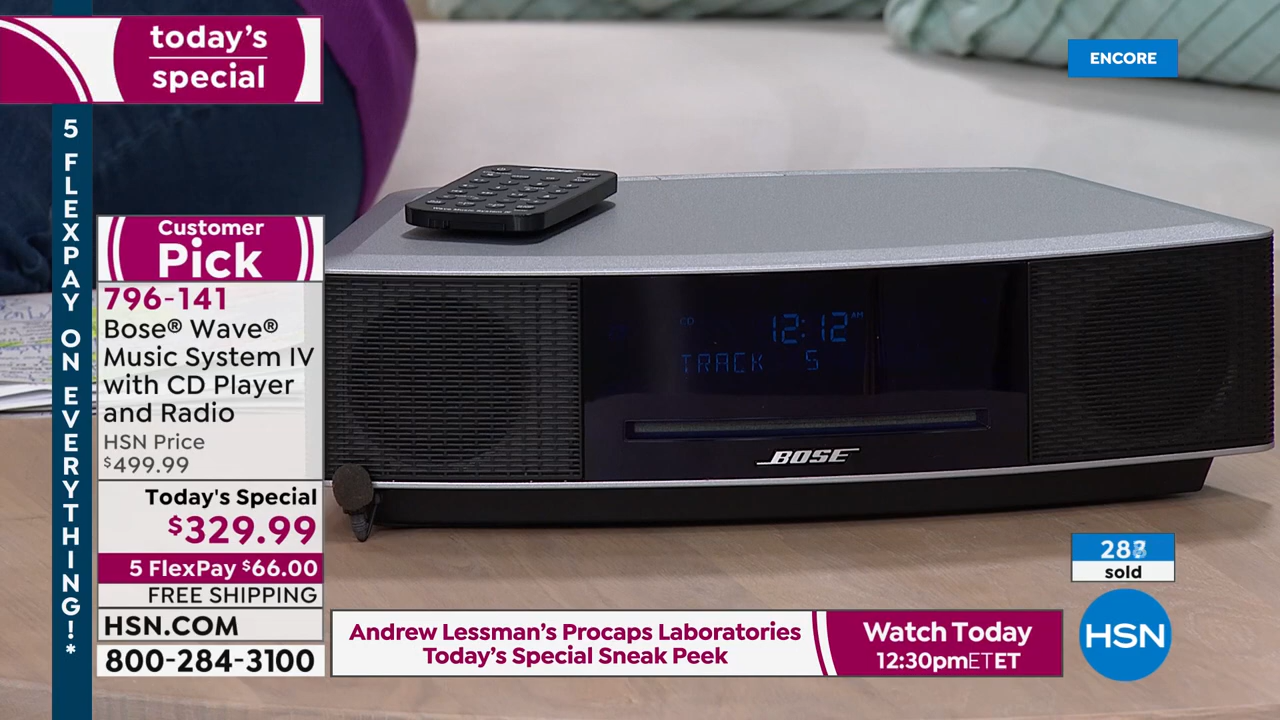 today's
special
ENCORE
5 FLEXPAY ON EVERYTHING!*
Customer
Pick
796-141
Bose® Wave®
Music System IV
with CD Player
and Radio
HSN Price
$499.99
Today's Special
$329.99
5 FlexPay $66.00
FREE SHIPPING
HSN.COM
800-284-3100
CD
12:12 AM
TRACK 5
BOSE
sold
HSN
Andrew Lessman's Procaps Laboratories
Today's Special Sneak Peek
Watch Today
12:30pmETET